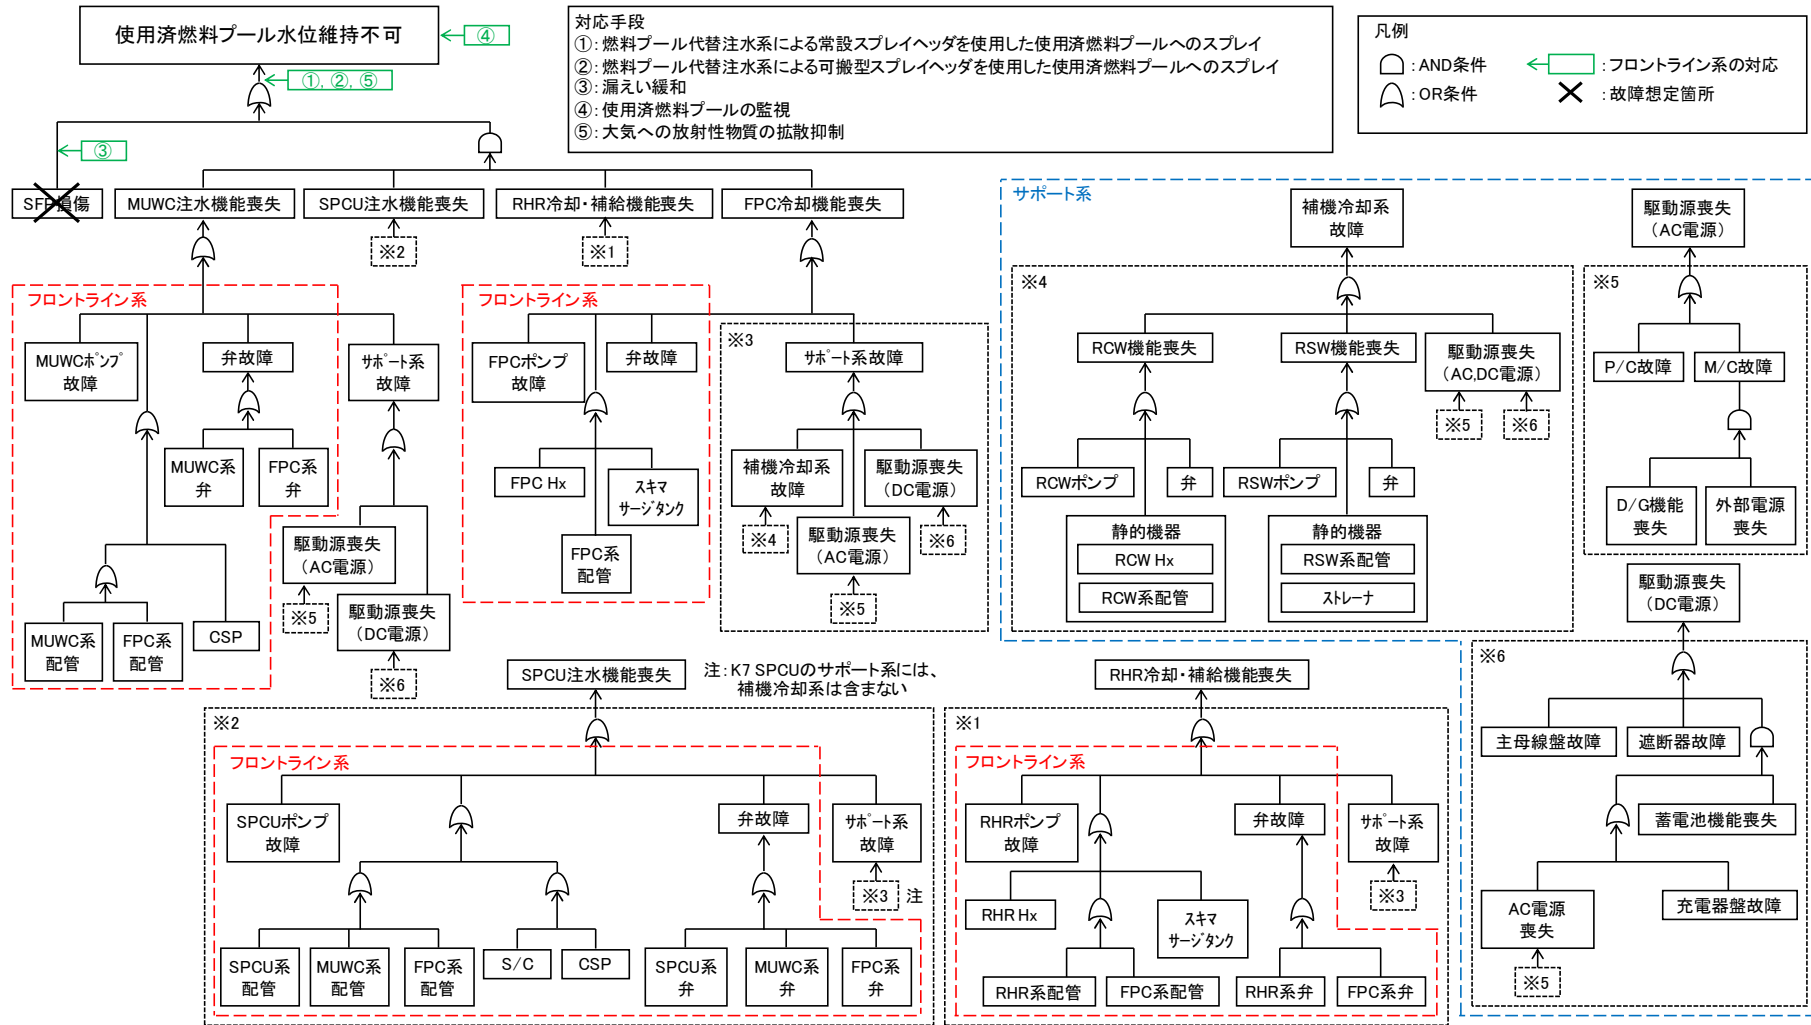 使用済燃料プール水位維持不可
④
①, ②, ⑤
③
対応手段
①：燃料プール代替注水系による常設スプレイヘッダを使用した使用済燃料プールへのスプレイ
②：燃料プール代替注水系による可搬型スプレイヘッダを使用した使用済燃料プールへのスプレイ
③：漏えい緩和
④：使用済燃料プールの監視
⑤：大気への放射性物質の拡散抑制
凡例
：AND条件
：フロントライン系の対応
：OR条件
：故障想定箇所
SFP損傷
MUWC注水機能喪失
SPCU注水機能喪失
RHR冷却・補給機能喪失
FPC冷却機能喪失
※2
※1
フロントライン系
MUWCﾎﾟﾝﾌﾟ
故障
弁故障
ｻﾎﾟｰﾄ系
故障
MUWC系
弁
FPC系
弁
MUWC系
配管
FPC系
配管
CSP
駆動源喪失
（AC電源）
※5
駆動源喪失
（DC電源）
※6
フロントライン系
FPCポンプ
故障
弁故障
FPC Hx
スキマ
サージタンク
FPC系
配管
※3
ｻﾎﾟｰﾄ系故障
補機冷却系
故障
駆動源喪失
（DC電源）
※4
駆動源喪失
（AC電源）
※6
※5
サポート系
補機冷却系
故障
※4
RCW機能喪失
RSW機能喪失
駆動源喪失
（AC,DC電源）
※5
※6
RCWポンプ
弁
RSWポンプ
弁
静的機器
RCW Hx
RCW系配管
静的機器
RSW系配管
ストレーナ
駆動源喪失
（AC電源）
※5
P/C故障
M/C故障
D/G機能
喪失
外部電源
喪失
駆動源喪失
（DC電源）
※6
主母線盤故障
遮断器故障
蓄電池機能喪失
AC電源
喪失
充電器盤故障
※5
SPCU注水機能喪失
注：K7 SPCUのサポート系には、
補機冷却系は含まない
※2
フロントライン系
SPCUポンプ
故障
弁故障
ｻﾎﾟｰﾄ系
故障
※3
注
SPCU系
配管
MUWC系
配管
FPC系
配管
S/C
CSP
SPCU系
弁
MUWC系
弁
FPC系
弁
RHR冷却・補給機能喪失
※1
フロントライン系
RHRポンプ
故障
弁故障
ｻﾎﾟｰﾄ系
故障
※3
RHR Hx
スキマ
サージタンク
RHR系配管
FPC系配管
RHR系弁
FPC系弁